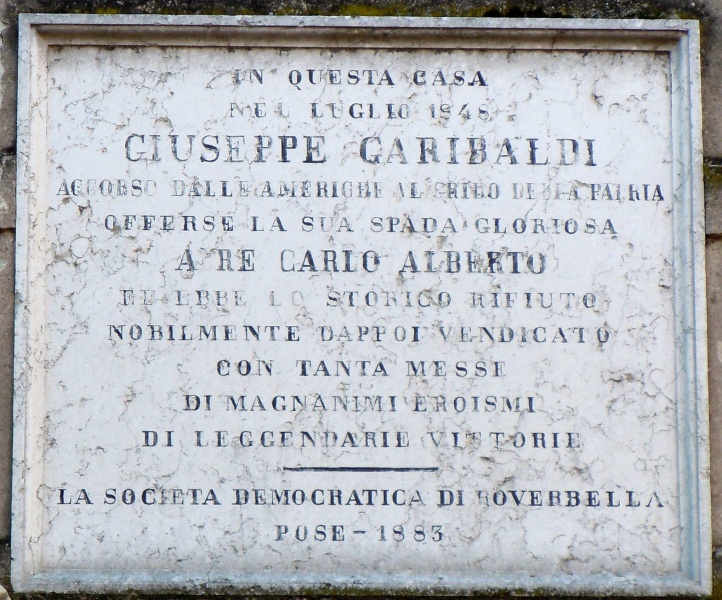 IN QUESTA CASA
NEL LUGLIO 1848
GIUSEPPE GARIBALDI
ACCORSO DALLE AMERICHE AL GRIDO DELLA PATRIA
OFFERSE LA SUA SPADA GLORIOSA
A RE CARLO ALBERTO
ED EBBE LO STORICO RIFIUTO
NOBILMENTE DAPPOI VENDICATO
CON TANTA MESSE
DI MAGNANIMI EROISMI
DI LEGGENDARIE VITTORIE
LA SOCIETA DEMOCRATICA DI ROVERBELLA
POSE - 1883